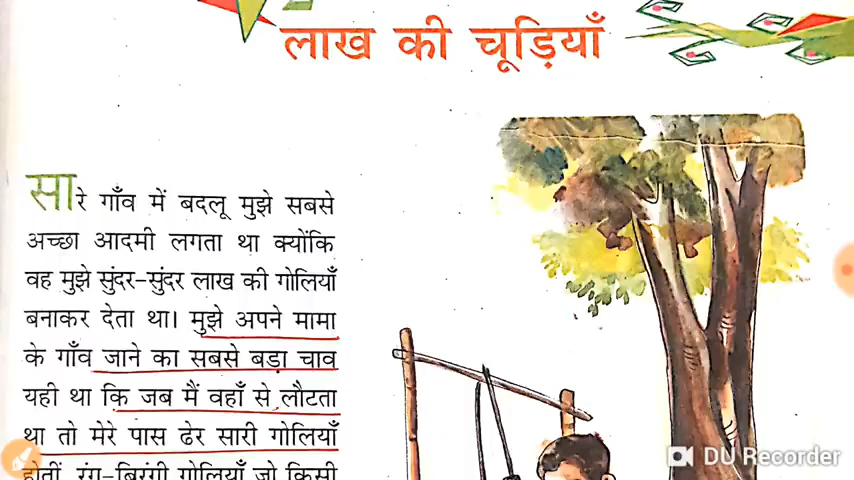 लाख की चूड़ियाँ
सारे गाँव में बदलू मुझे सबसे
अच्छा आदमी लगता था क्योंकि
वह मुझे सुंदर-सुंदर लाख की गोलियाँ
बनाकर देता था। मुझे अपने मामा
के गाँव जाने का सबसे बड़ा चाव
यही था कि जब मैं वहाँ से लौटता
था तो मेरे पास ढेर सारी गोलियाँ
होतीं, रंग-बिरंगी गोलियाँ जो किसी
DU Recorder